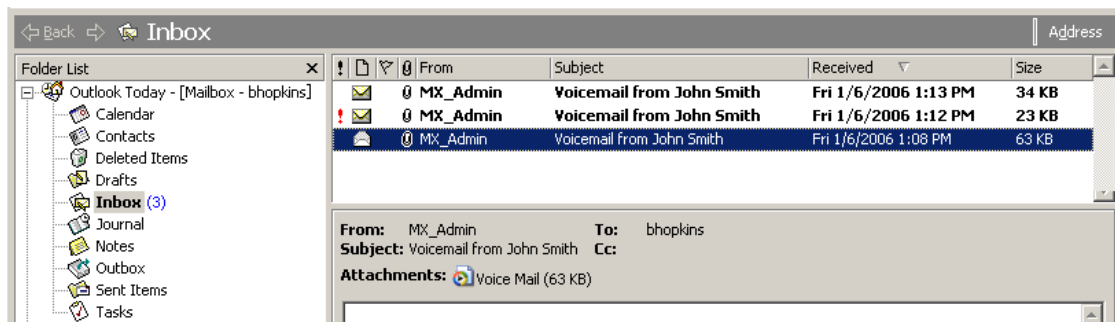 Back Inbox Address
Folder List
Outlook Today - [Mailbox - bhopkins]
Calendar
Contacts
Deleted Items
Drafts
Inbox (3)
Journal
Notes
Outbox
Sent Items
Tasks
! From Subject Received Size
MX_Admin Voicemail from John Smith Fri 1/6/2006 1:13 PM 34 KB
! MX_Admin Voicemail from John Smith Fri 1/6/2006 1:12 PM 23 KB
MX_Admin Voicemail from John Smith Fri 1/6/2006 1:08 PM 63 KB
From: MX_Admin To: bhopkins
Subject: Voicemail from John Smith Cc:
Attachments: Voice Mail (63 KB)